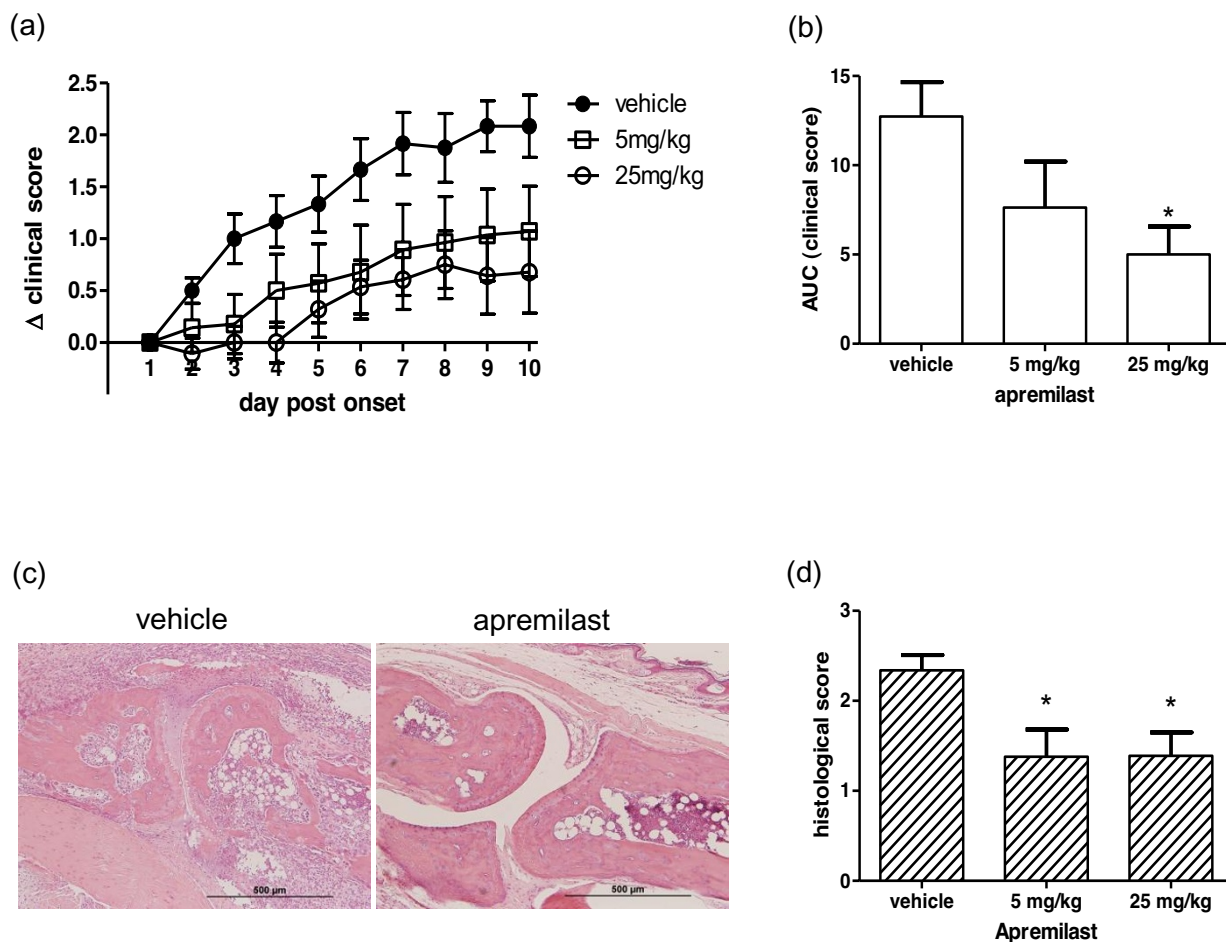 (a)
Δ clinical score
2.5
2.0
1.5
1.0
0.5
0.0
1 2 3 4 5 6 7 8 9 10
day post onset
vehicle
5mg/kg
25mg/kg
(b)
AUC (clinical score)
15
10
5
0
*
vehicle 5 mg/kg 25 mg/kg
apremilast
(c)
vehicle apremilast
500 µm 500 µm
(d)
histological score
3
2
1
0
* *
vehicle 5 mg/kg 25 mg/kg
Apremilast